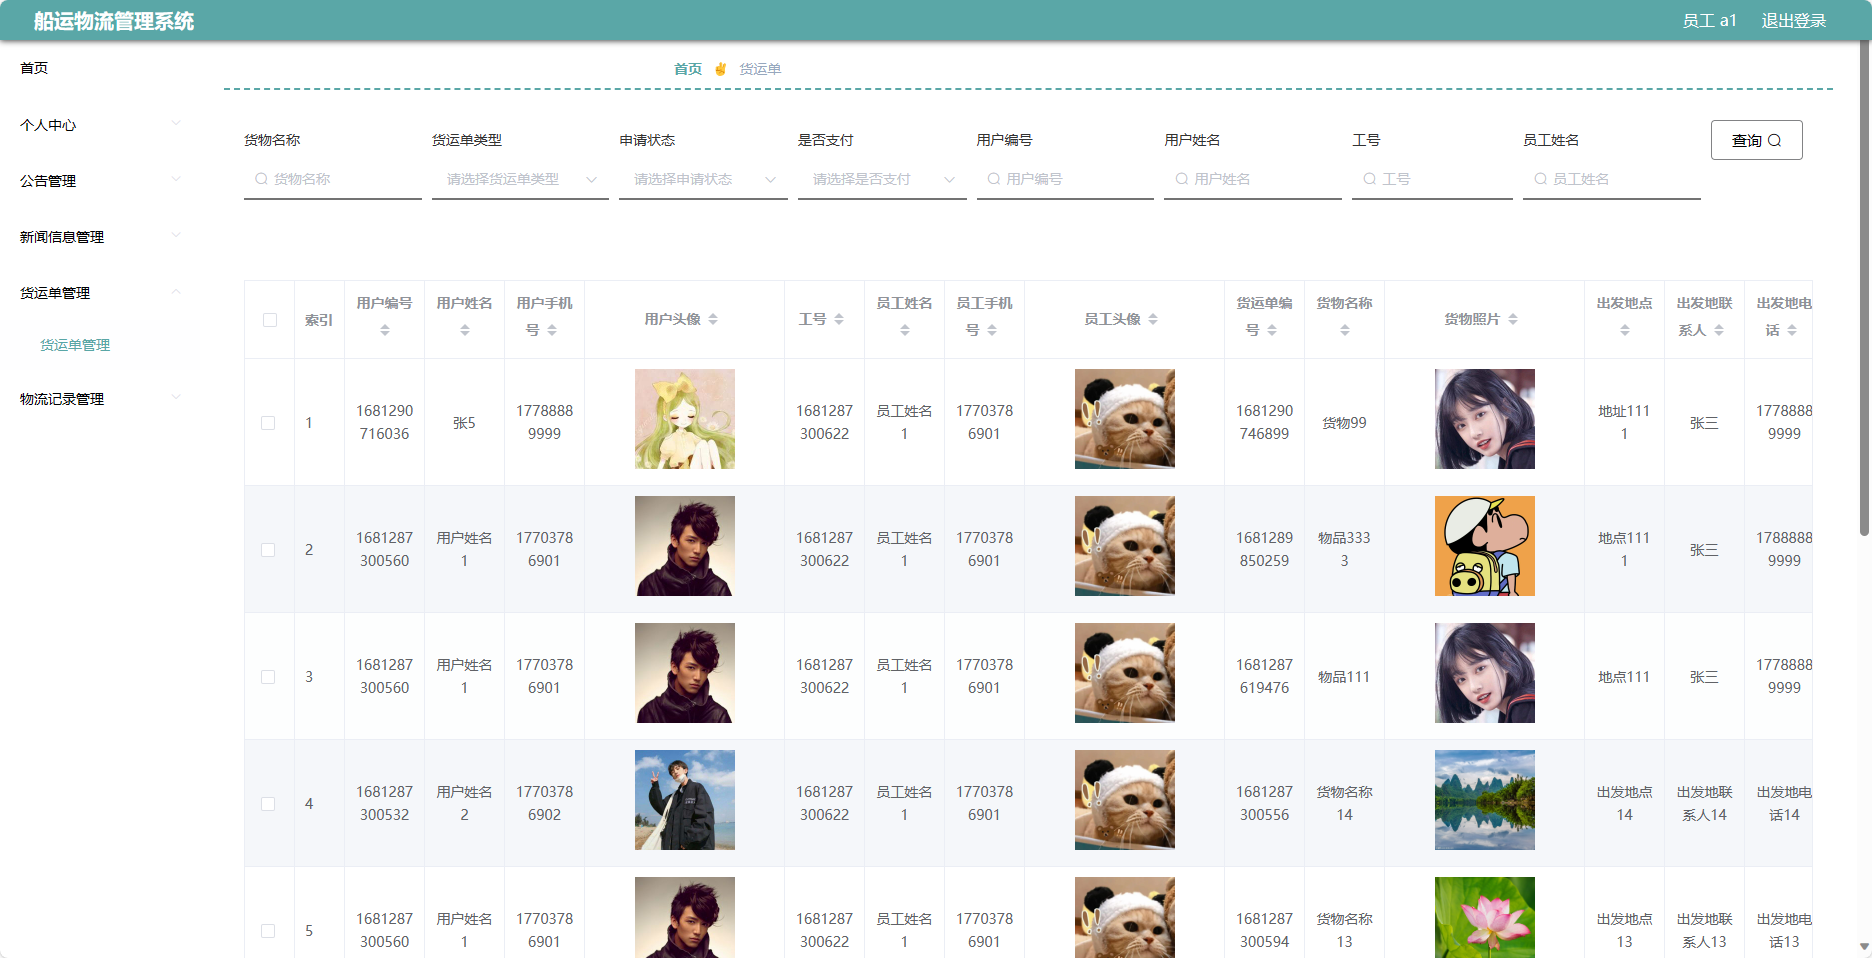 船运物流管理系统
员工 a1 退出登录
首页
个人中心
公告管理
新闻信息管理
货运单管理
货运单管理
物流记录管理
首页 货运单
货物名称 货运单类型 申请状态 是否支付 用户编号 用户姓名 工号 员工姓名
货物名称 请选择货运单类型 请选择申请状态 请选择是否支付 用户编号 用户姓名 工号 员工姓名
查询
索引 用户编号 用户姓名 用户手机号 用户头像 工号 员工姓名 员工手机号 员工头像 货运单编号 货物名称 货物照片 出发地点 出发地联系人 出发地电话
1 1681290716036 张5 17788889999 1681287300622 员工姓名1 17703786901 1681290746899 货物99 地址1111 张三 17788889999
2 1681287300560 用户姓名1 17703786901 1681287300622 员工姓名1 17703786901 1681289850259 物品3333 地点1111 张三 17888889999
3 1681287300560 用户姓名1 17703786901 1681287300622 员工姓名1 17703786901 1681287619476 物品111 地点111 张三 17788889999
4 1681287300532 用户姓名2 17703786902 1681287300622 员工姓名1 17703786901 1681287300556 货物名称14 出发地点14 出发地联系人14 出发地电话14
5 1681287300560 用户姓名1 17703786901 1681287300622 员工姓名1 17703786901 1681287300594 货物名称13 出发地点13 出发地联系人13 出发地电话13